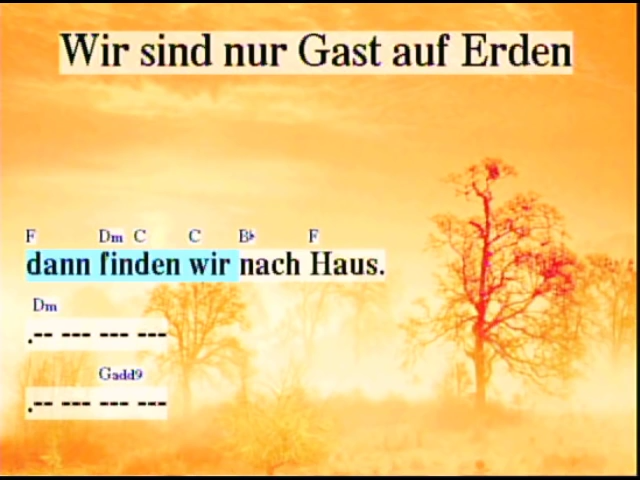 Wir sind nur Gast auf Erden
F Dm C C B♭ F
dann finden wir nach Haus.
Dm
.-- --- --- ---
Gadd9
.-- --- --- ---